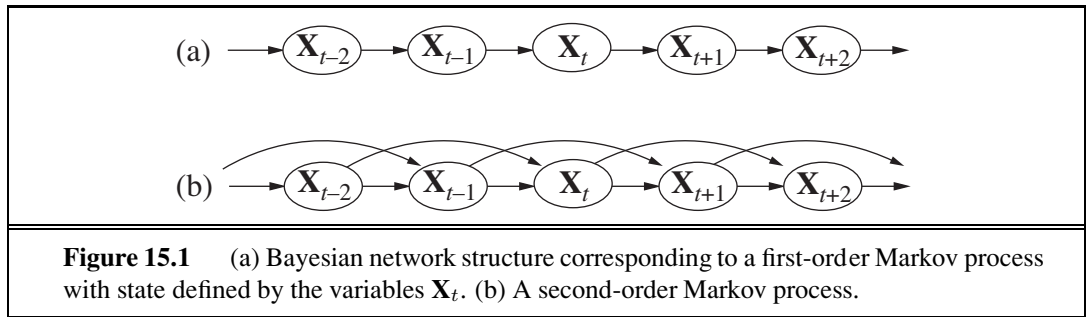 (a) X_{t–2} X_{t–1} X_t X_{t+1} X_{t+2}
(b) X_{t–2} X_{t–1} X_t X_{t+1} X_{t+2}
Figure 15.1 (a) Bayesian network structure corresponding to a first-order Markov process
with state defined by the variables X_t. (b) A second-order Markov process.